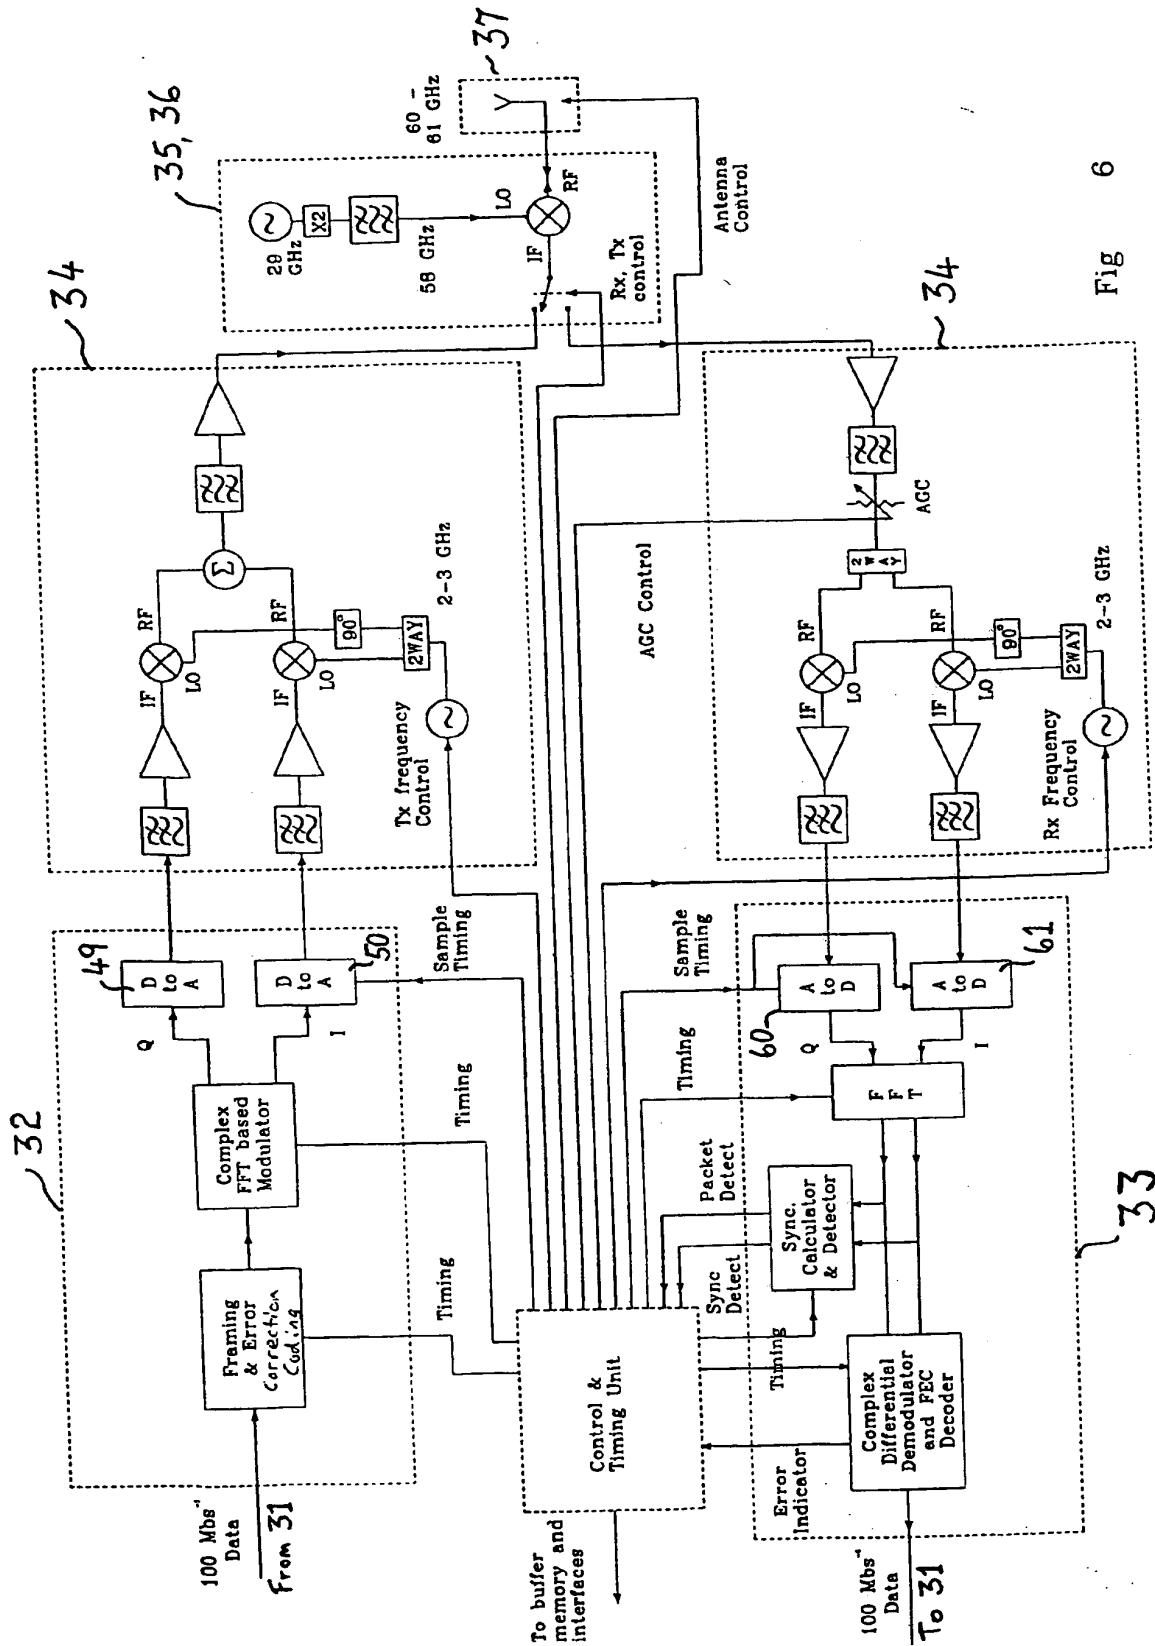 32
100 Mbs⁻¹
Data
From 31
Framing
& Error
Correction
Coding
Complex
FFT based
Modulator
Q
I
49
D
to
A
50
D
to
A
Timing
Timing
Sample
Timing
34
IF
LO
RF
IF
LO
RF
Σ
90°
2WAY
2-3 GHz
Tx frequency
Control
35, 36
29
GHz
X2
58 GHz
LO
IF
RF
Rx, Tx
control
37
60 -
61 GHz
Antenna
Control
To buffer
memory and
interfaces
Control &
Timing Unit
AGC Control
Sync
Detect
Packet
Detect
Timing
Sample
Timing
Timing
Error
Indicator
100 Mbs⁻¹
Data
To 31
Complex
Differential
Demodulator
and FEC
Decoder
Sync.
Calculator
& Detector
F
F
T
Q
I
60
A
to
D
61
A
to
D
33
34
IF
LO
RF
IF
LO
RF
2
W
A
Y
AGC
90°
2WAY
2-3 GHz
Rx Frequency
Control
Fig 6